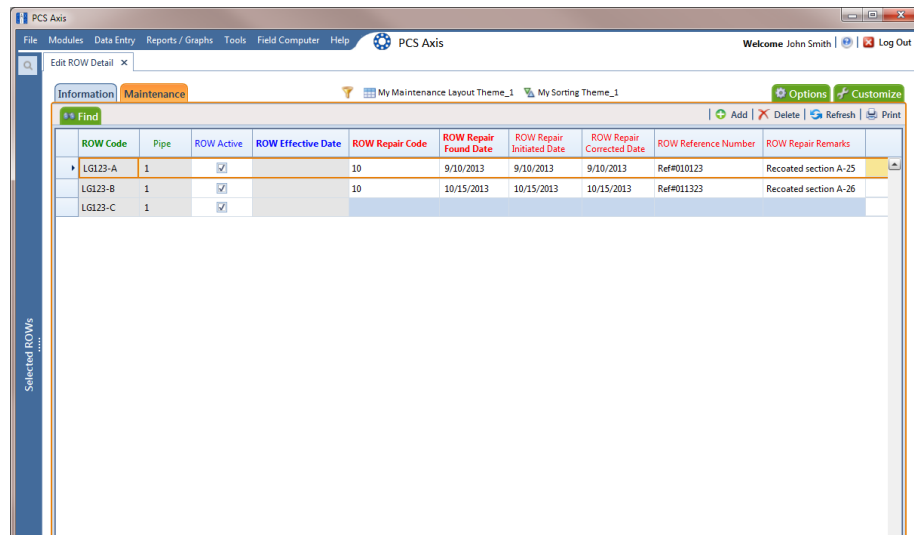 PCS Axis
File Modules Data Entry Reports / Graphs Tools Field Computer Help PCS Axis Welcome John Smith Log Out
Edit ROW Detail
Information Maintenance My Maintenance Layout Theme_1 My Sorting Theme_1 Options Customize
Find Add Delete Refresh Print
ROW Code Pipe ROW Active ROW Effective Date ROW Repair Code ROW Repair Found Date ROW Repair Initiated Date ROW Repair Corrected Date ROW Reference Number ROW Repair Remarks
LG123-A 1 10 9/10/2013 9/10/2013 9/10/2013 Ref#010123 Recoated section A-25
LG123-B 1 10 10/15/2013 10/15/2013 10/15/2013 Ref#011323 Recoated section A-26
LG123-C 1
Selected ROWs